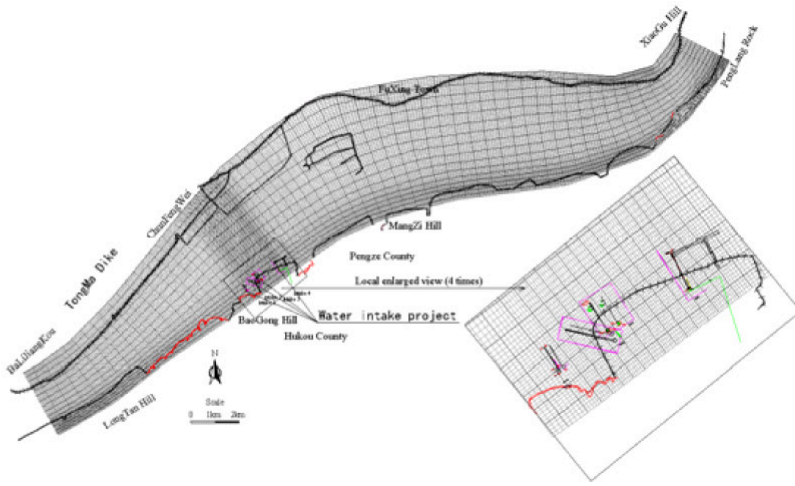 XiaoGu Hill
PengLang Rock
FuXing Town
ChunFengWei
TongMa Dike
MangZi Hill
Pengze County
Local enlarged view (4 times)
Water intake project
BaoGong Hill
Hukou County
BaLiJiangKou
LongTan Hill
N
Scale
0 1km 2km